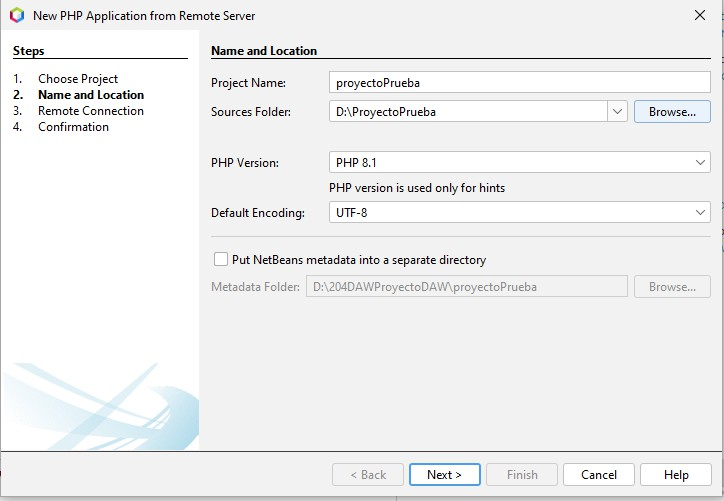 New PHP Application from Remote Server
Steps
1. Choose Project
2. Name and Location
3. Remote Connection
4. Confirmation
Name and Location
Project Name: proyectoPrueba
Sources Folder: D:\ProyectoPrueba Browse...
PHP Version: PHP 8.1
PHP version is used only for hints
Default Encoding: UTF-8
Put NetBeans metadata into a separate directory
Metadata Folder: D:\204DAWProyectoDAW\proyectoPrueba Browse...
< Back Next > Finish Cancel Help